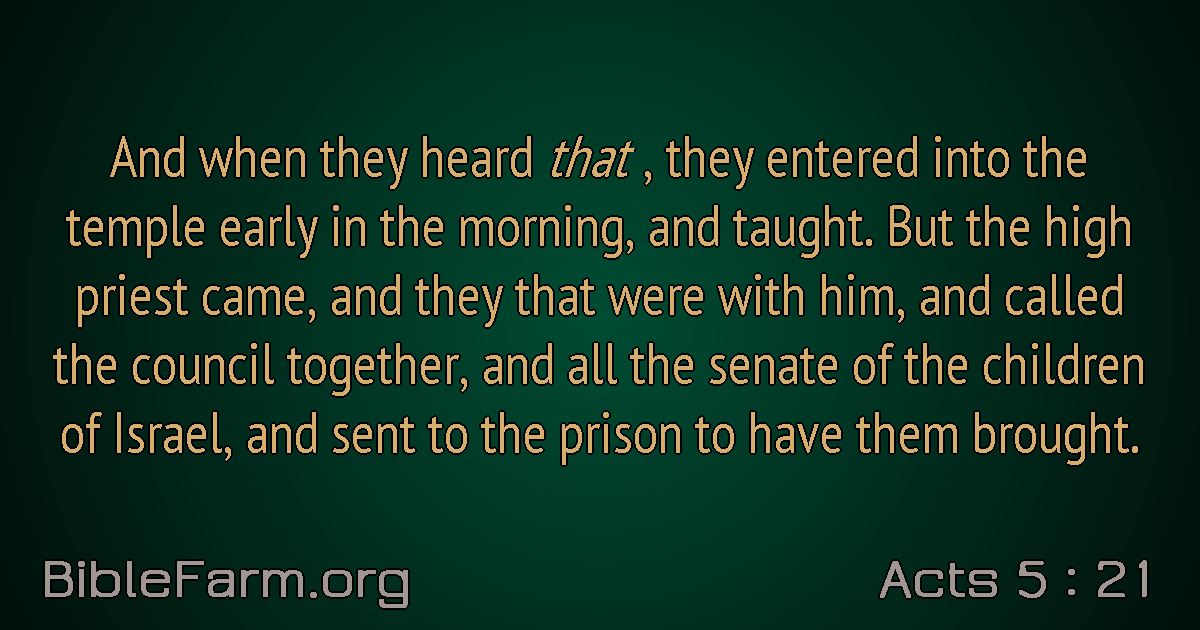 And when they heard that , they entered into the
temple early in the morning, and taught. But the high
priest came, and they that were with him, and called
the council together, and all the senate of the children
of Israel, and sent to the prison to have them brought.
BibleFarm.org
Acts 5 : 21